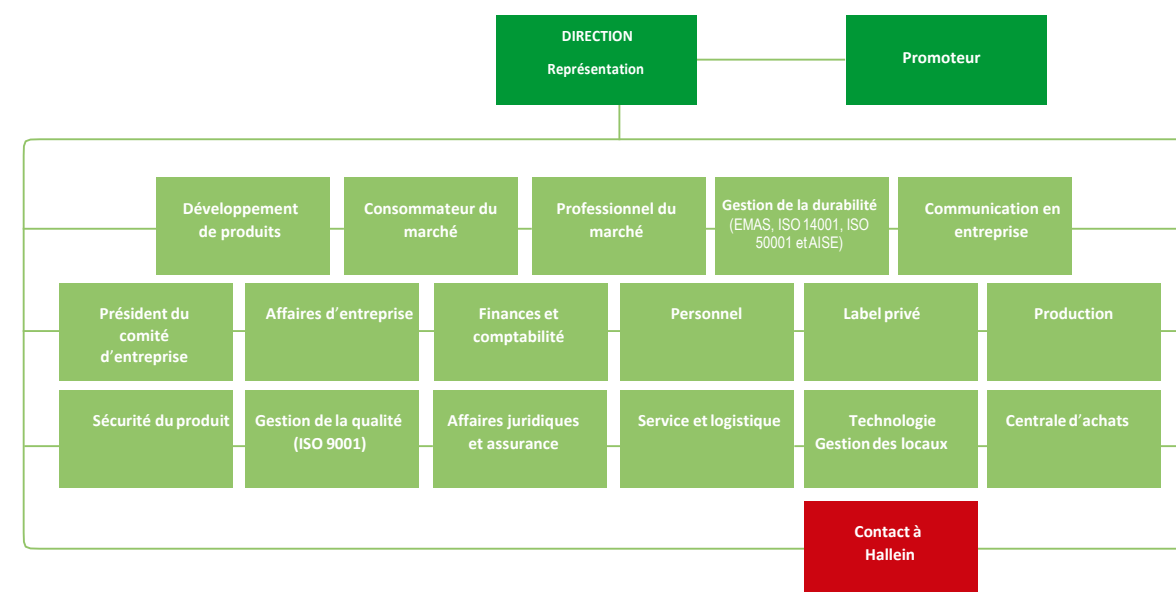 DIRECTION
Représentation
Promoteur
Développement
de produits
Consommateur du
marché
Professionnel du
marché
Gestion de la durabilité
(EMAS, ISO 14001, ISO
50001 et AISE)
Communication en
entreprise
Président du
comité
d'entreprise
Affaires d'entreprise
Finances et
comptabilité
Personnel
Label privé
Production
Sécurité du produit
Gestion de la qualité
(ISO 9001)
Affaires juridiques
et assurance
Service et logistique
Technologie
Gestion des locaux
Centrale d'achats
Contact à
Hallein